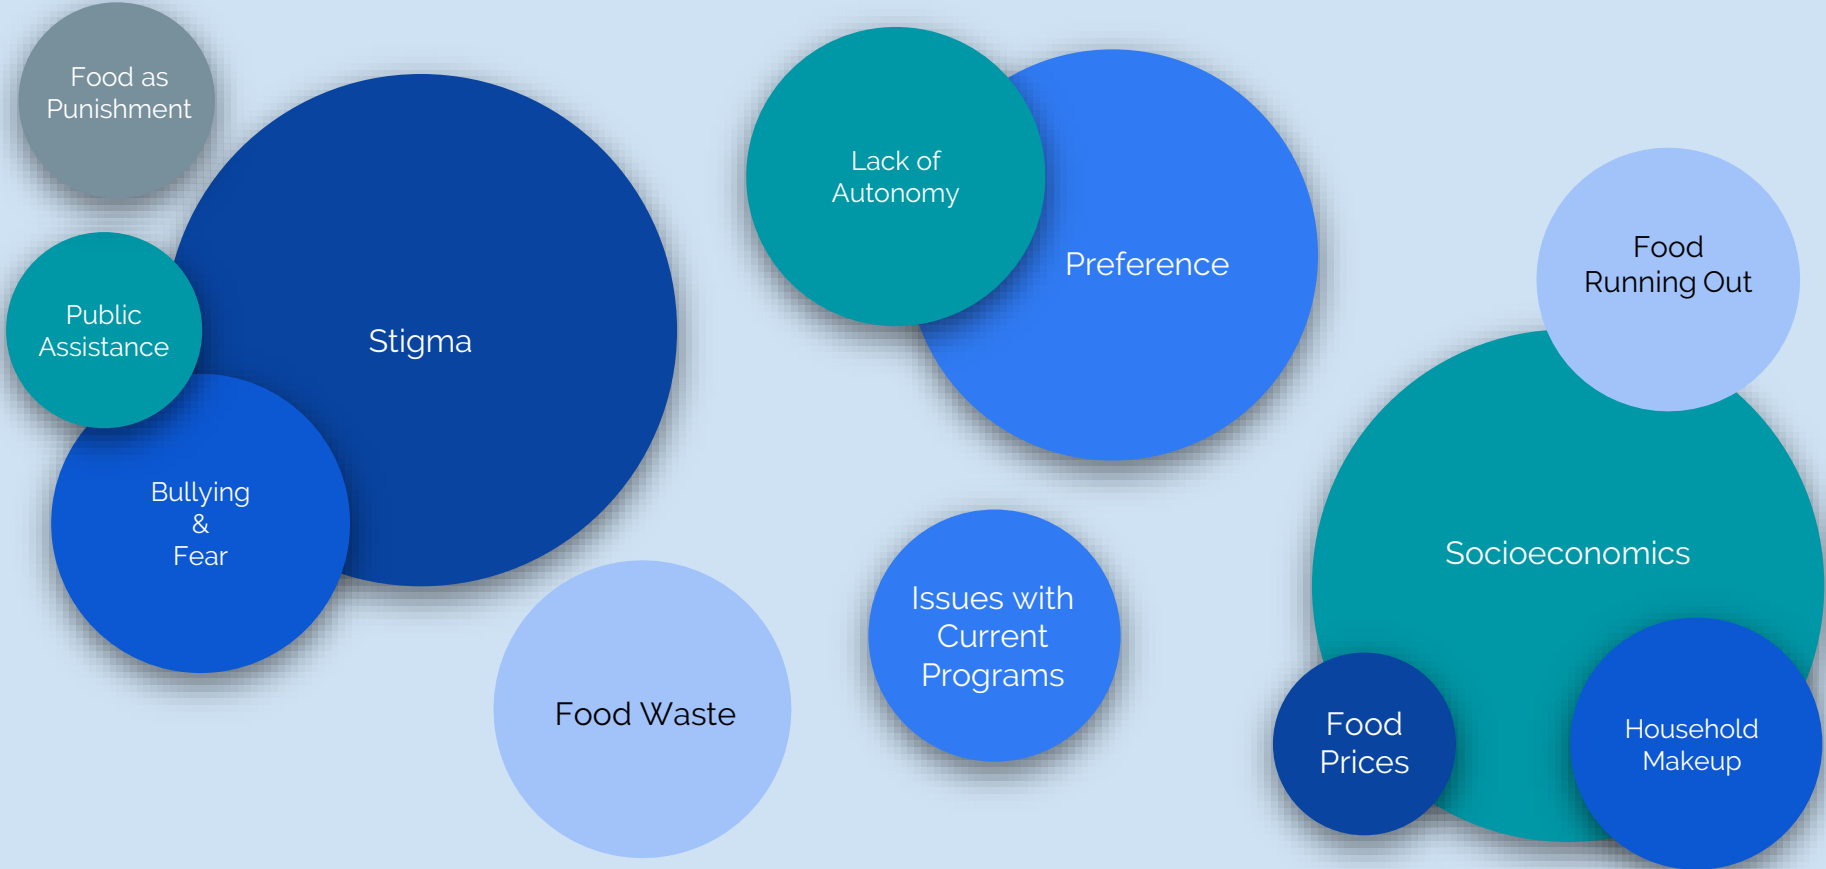 Food as
Punishment
Public
Assistance
Stigma
Bullying
&
Fear
Food Waste
Lack of
Autonomy
Preference
Issues with
Current
Programs
Food
Running Out
Socioeconomics
Food
Prices
Household
Makeup